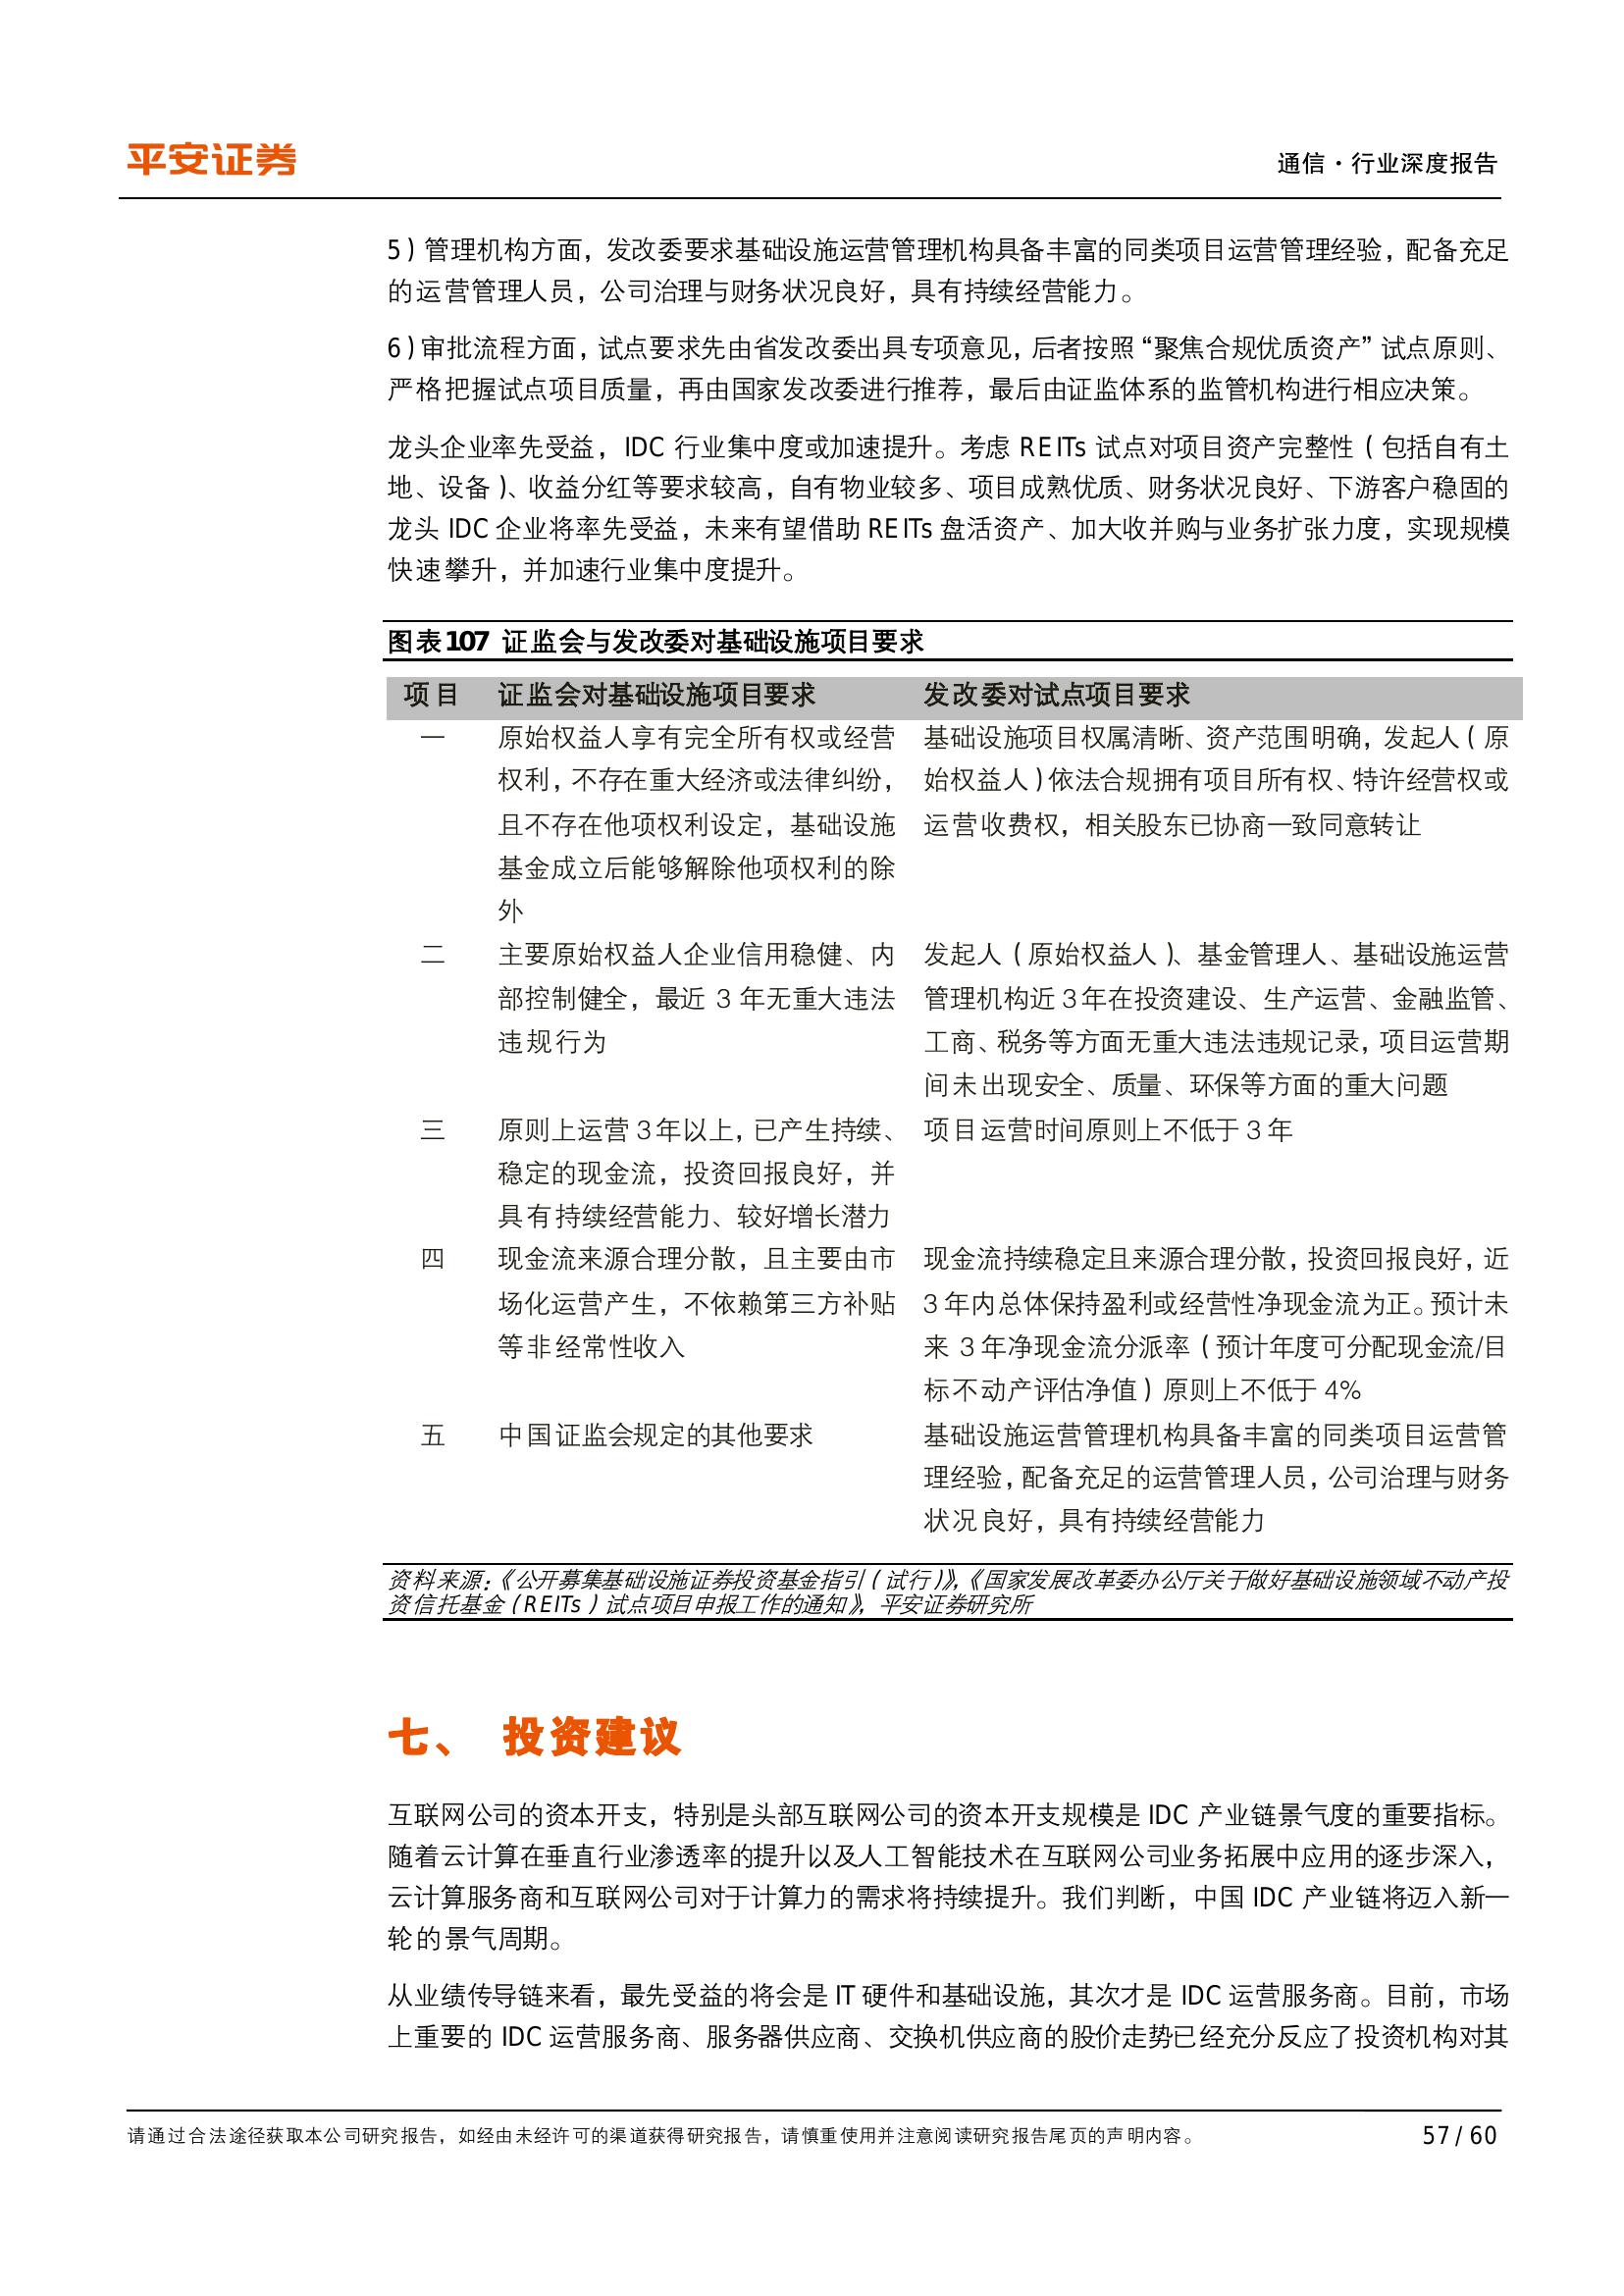 平安证券
通信·行业深度报告
5）管理机构方面，发改委要求基础设施运营管理机构具备丰富的同类项目运营管理经验，配备充足
的运营管理人员，公司治理与财务状况良好，具有持续经营能力。
6）审批流程方面，试点要求先由省发改委出具专项意见，后者按照“聚焦合规优质资产”试点原则、
严格把握试点项目质量，再由国家发改委进行推荐，最后由证监体系的监管机构进行相应决策。
龙头企业率先受益，IDC 行业集中度或加速提升。考虑 REITs 试点对项目资产完整性（包括自有土
地、设备）、收益分红等要求较高，自有物业较多、项目成熟优质、财务状况良好、下游客户稳固的
龙头 IDC 企业将率先受益，未来有望借助 REITs 盘活资产、加大收并购与业务扩张力度，实现规模
快速攀升，并加速行业集中度提升。
图表107 证监会与发改委对基础设施项目要求
项目 证监会对基础设施项目要求 发改委对试点项目要求
一 原始权益人享有完全所有权或经营 基础设施项目权属清晰、资产范围明确，发起人（原
权利，不存在重大经济或法律纠纷， 始权益人）依法合规拥有项目所有权、特许经营权或
且不存在他项权利设定，基础设施 运营收费权，相关股东已协商一致同意转让
基金成立后能够解除他项权利的除
外
二 主要原始权益人企业信用稳健、内 发起人（原始权益人）、基金管理人、基础设施运营
部控制健全，最近 3 年无重大违法 管理机构近 3 年在投资建设、生产运营、金融监管、
违规行为 工商、税务等方面无重大违法违规记录，项目运营期
间未出现安全、质量、环保等方面的重大问题
三 原则上运营 3 年以上，已产生持续、 项目运营时间原则上不低于 3 年
稳定的现金流，投资回报良好，并
具有持续经营能力、较好增长潜力
四 现金流来源合理分散，且主要由市 现金流持续稳定且来源合理分散，投资回报良好，近
场化运营产生，不依赖第三方补贴 3 年内总体保持盈利或经营性净现金流为正。预计未
等非经常性收入 来 3 年净现金流分派率（预计年度可分配现金流/目
标不动产评估净值）原则上不低于 4%
五 中国证监会规定的其他要求 基础设施运营管理机构具备丰富的同类项目运营管
理经验，配备充足的运营管理人员，公司治理与财务
状况良好，具有持续经营能力
资料来源：《公开募集基础设施证券投资基金指引（试行）》，《国家发展改革委办公厅关于做好基础设施领域不动产投
资信托基金（REITs）试点项目申报工作的通知》，平安证券研究所
七、 投资建议
互联网公司的资本开支，特别是头部互联网公司的资本开支规模是 IDC 产业链景气度的重要指标。
随着云计算在垂直行业渗透率的提升以及人工智能技术在互联网公司业务拓展中应用的逐步深入，
云计算服务商和互联网公司对于计算力的需求将持续提升。我们判断，中国 IDC 产业链将迈入新一
轮的景气周期。
从业绩传导链来看，最先受益的将会是 IT 硬件和基础设施，其次才是 IDC 运营服务商。目前，市场
上重要的 IDC 运营服务商、服务器供应商、交换机供应商的股价走势已经充分反应了投资机构对其
请通过合法途径获取本公司研究报告，如经由未经许可的渠道获得研究报告，请慎重使用并注意阅读研究报告尾页的声明内容。
57 / 60